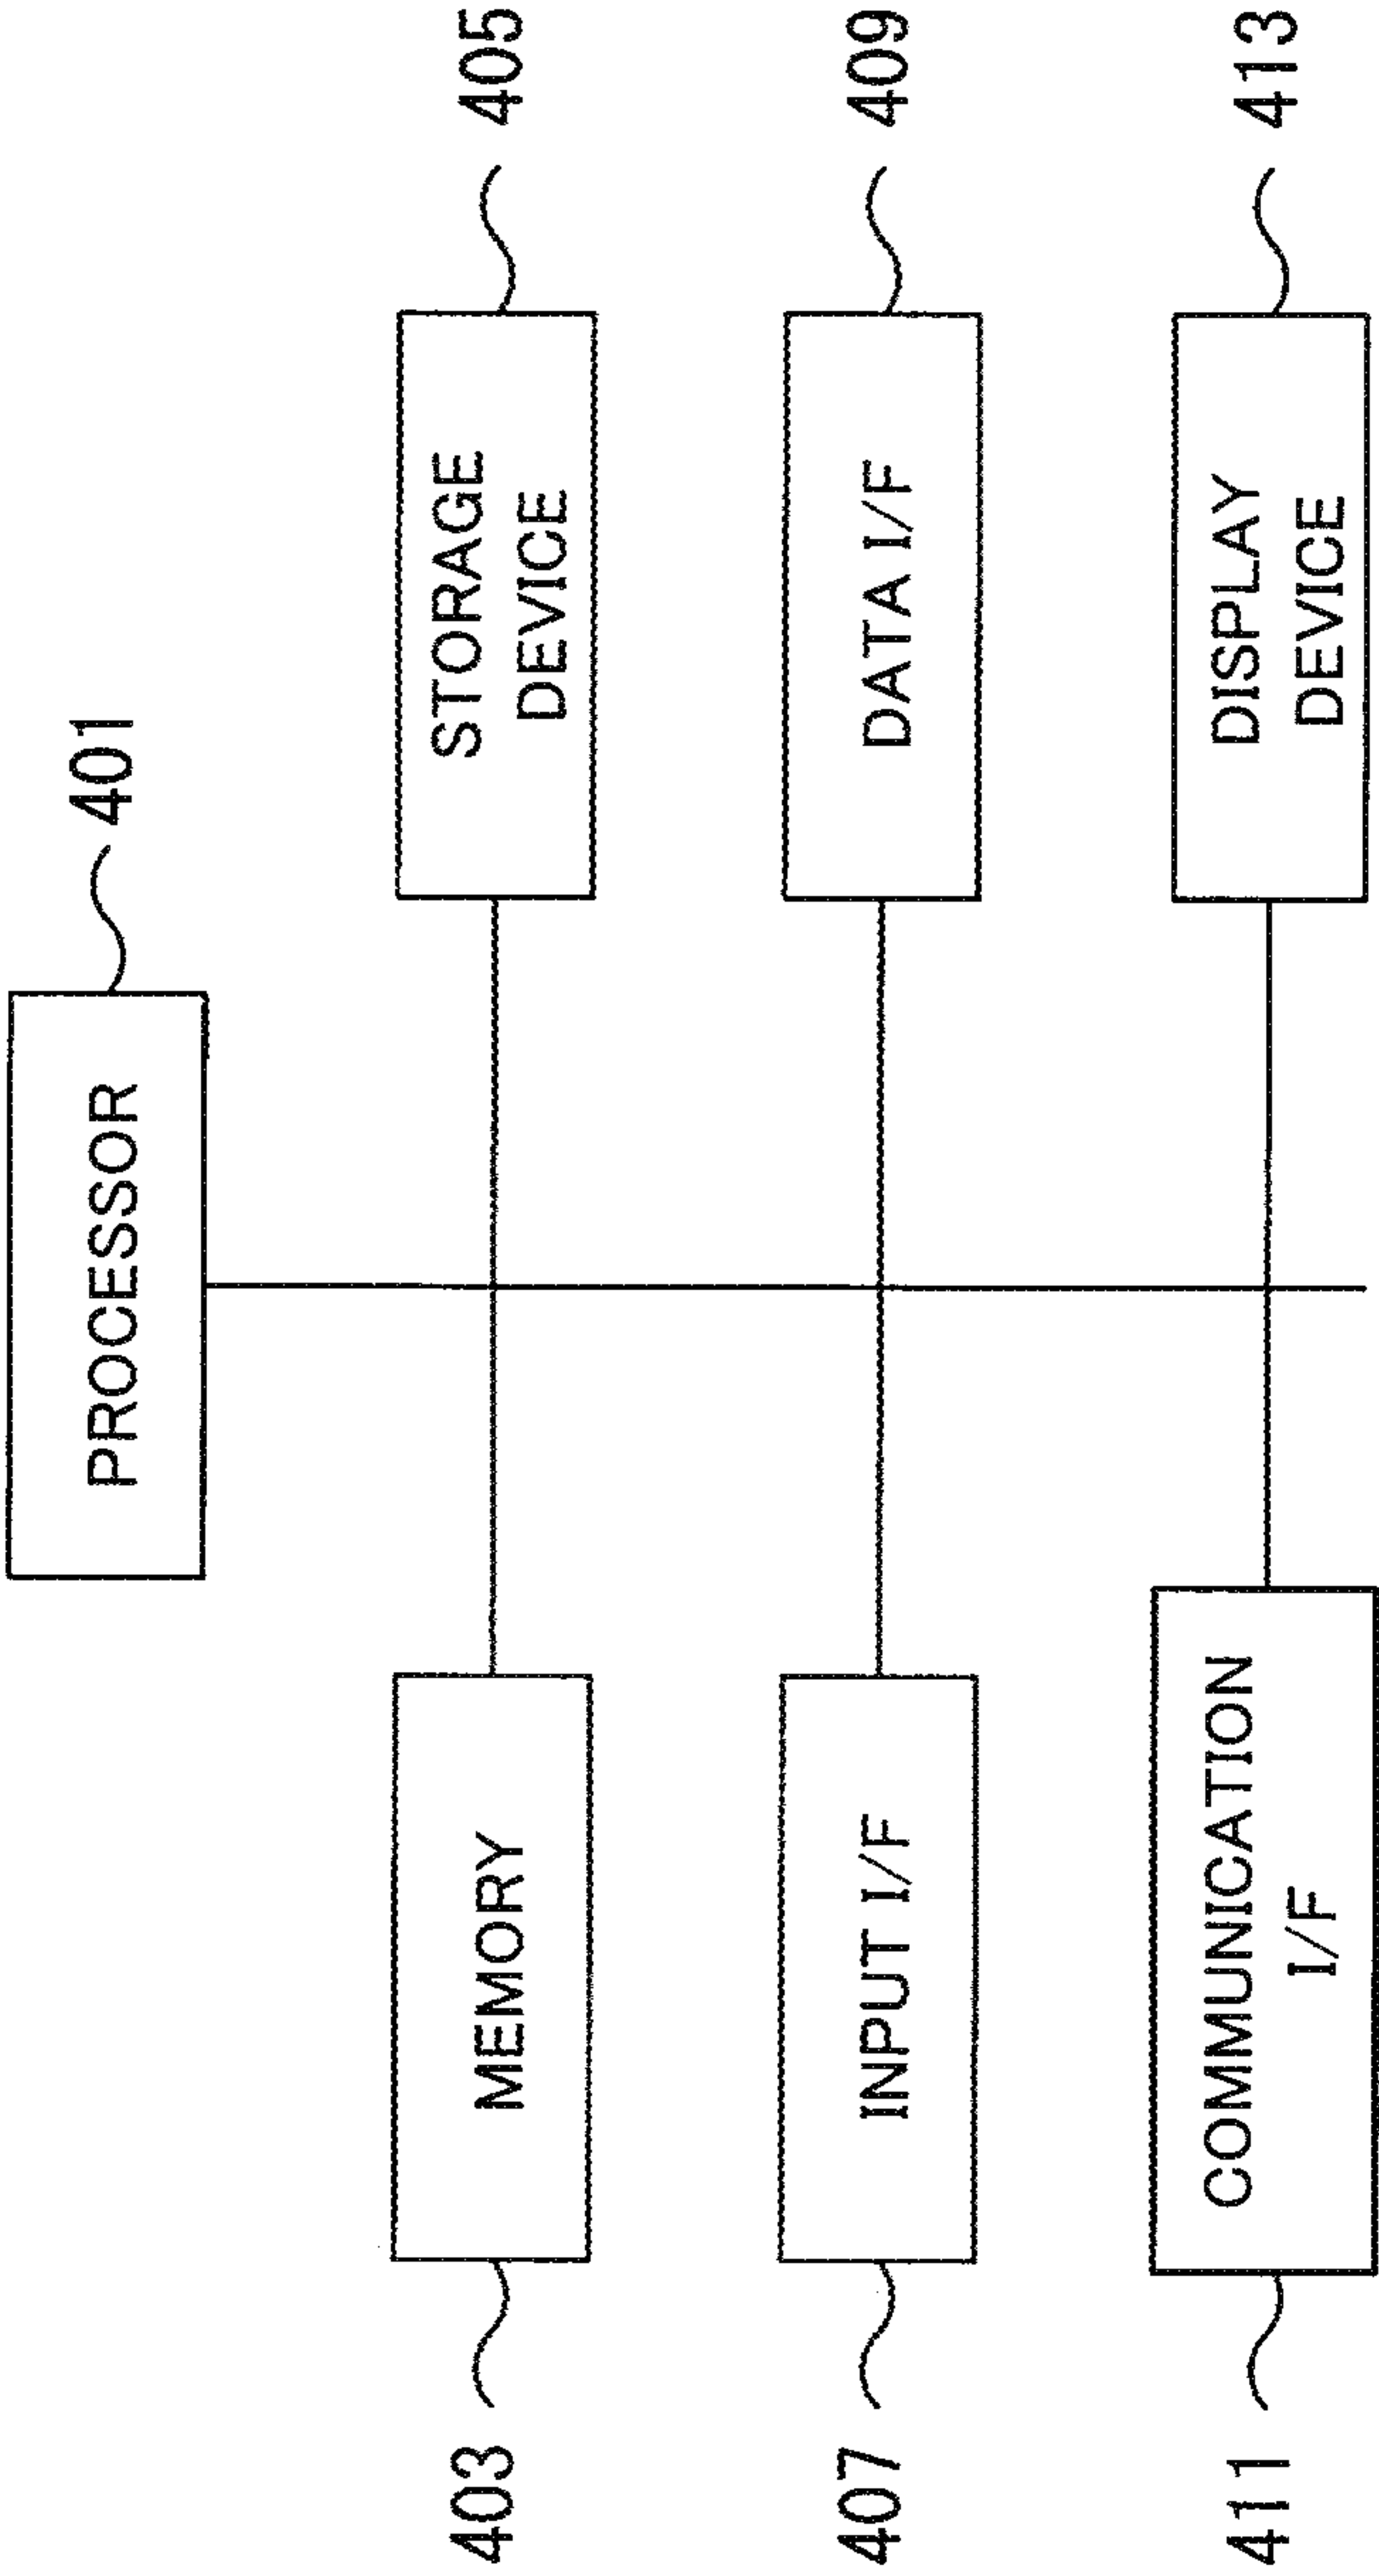 401
PROCESSOR
403
MEMORY
STORAGE
DEVICE
405
407
INPUT I/F
DATA I/F
409
411
COMMUNICATION
I/F
DISPLAY
DEVICE
413